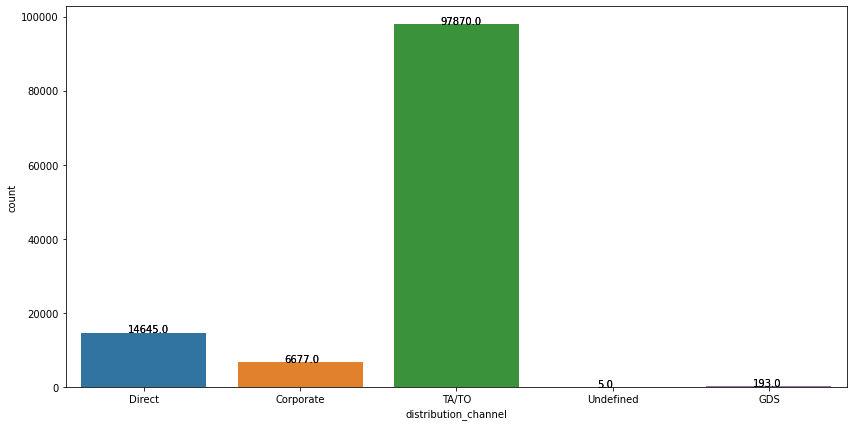 100000
80000
60000
40000
20000
0
count
97870.0
14645.0
6677.0
5.0
193.0
Direct
Corporate
TA/TO
Undefined
GDS
distribution_channel